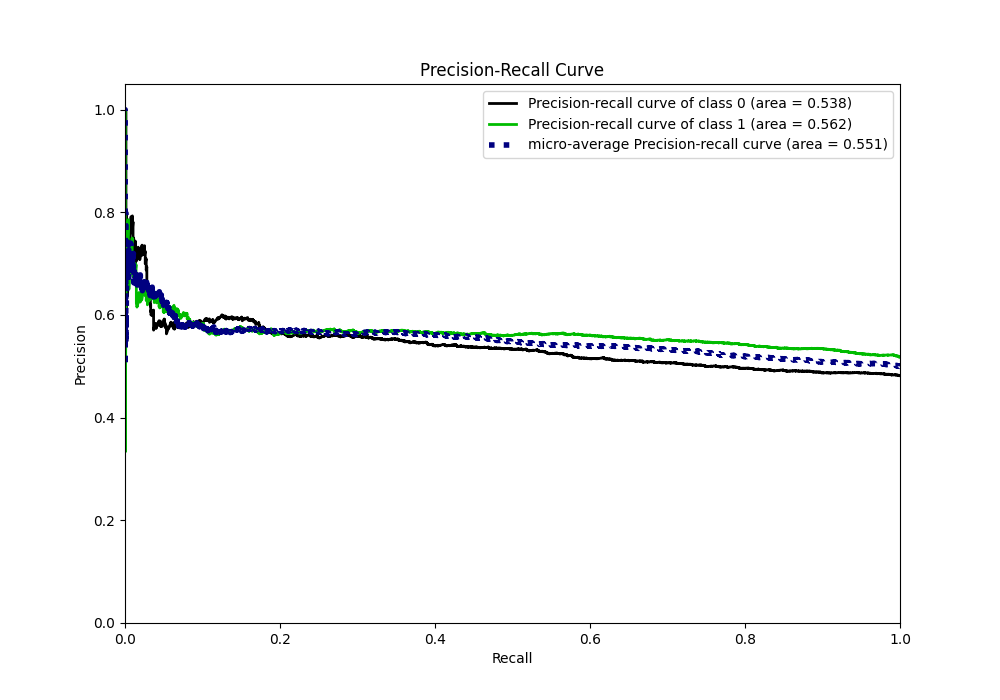 Precision-Recall Curve
Precision-recall curve of class 0 (area = 0.538)
Precision-recall curve of class 1 (area = 0.562)
micro-average Precision-recall curve (area = 0.551)
Precision
1.0
0.8
0.6
0.4
0.2
0.0
0.0 0.2 0.4 0.6 0.8 1.0
Recall